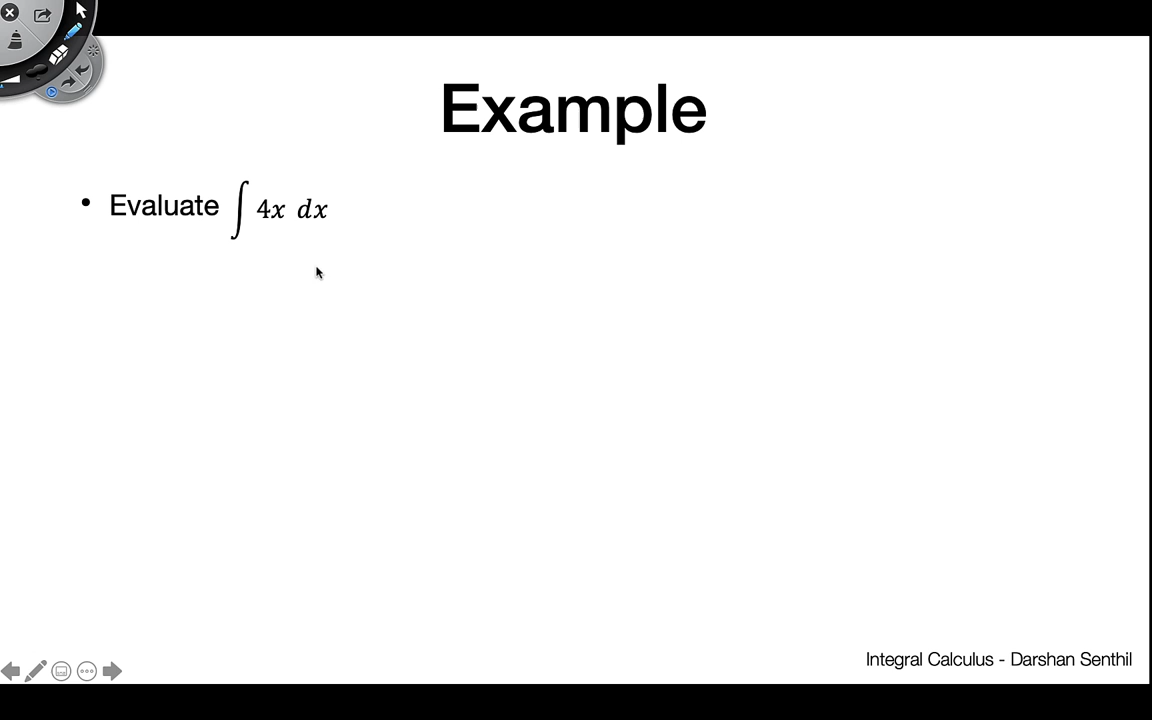 Example
• Evaluate ∫ 4x dx
Integral Calculus - Darshan Senthil